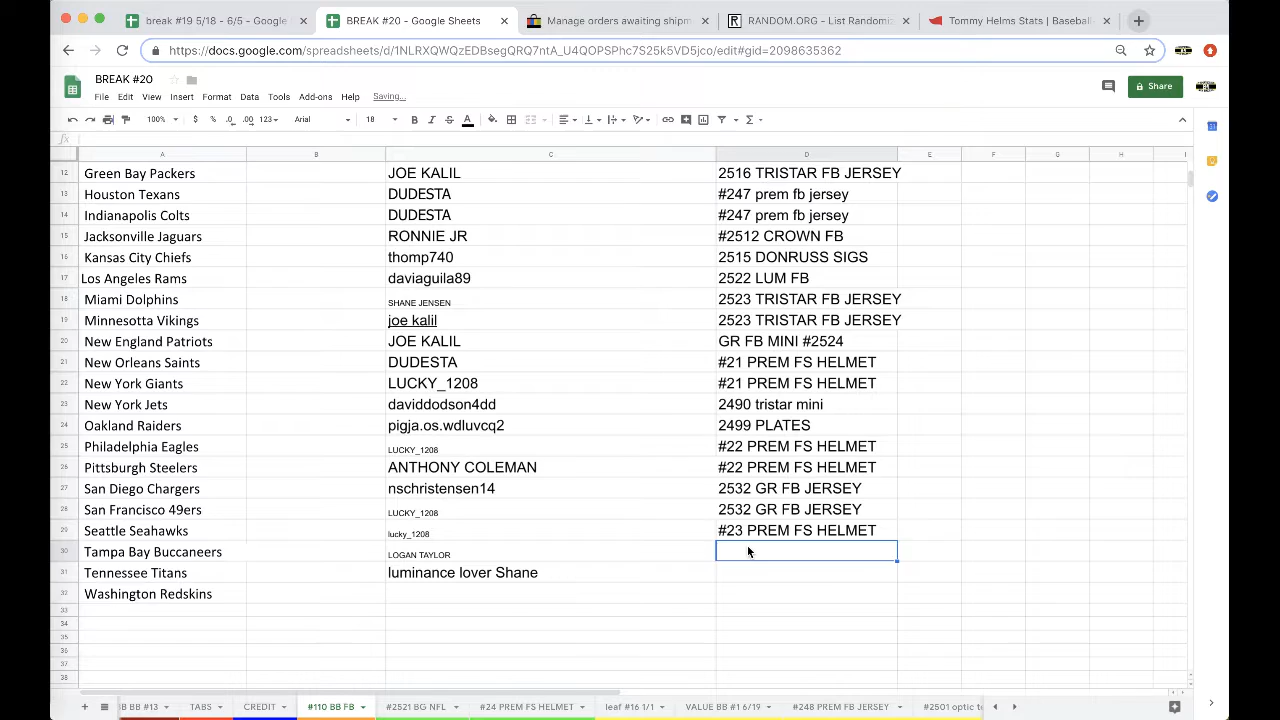 break #19 5/18 - 6/5 - Google
BREAK #20 - Google Sheets
Manage orders awaiting shipm
RANDOM.ORG - List Randomiz
Tommy Helms Stats | Baseball
https://docs.google.com/spreadsheets/d/1NLRXQWQzEDBsegQRQ7ntA_U4QOPSPhc7S25k5VD5jco/edit#gid=2098635362
BREAK #20
File Edit View Insert Format Data Tools Add-ons Help Saving...
Share
100% $ % .0 .00 123 Arial 18 B I S A
fx
A B C D E F G H I
12 Green Bay Packers JOE KALIL 2516 TRISTAR FB JERSEY
13 Houston Texans DUDESTA #247 prem fb jersey
14 Indianapolis Colts DUDESTA #247 prem fb jersey
15 Jacksonville Jaguars RONNIE JR #2512 CROWN FB
16 Kansas City Chiefs thomp740 2515 DONRUSS SIGS
17 Los Angeles Rams daviaguila89 2522 LUM FB
18 Miami Dolphins SHANE JENSEN 2523 TRISTAR FB JERSEY
19 Minnesotta Vikings joe kalil 2523 TRISTAR FB JERSEY
20 New England Patriots JOE KALIL GR FB MINI #2524
21 New Orleans Saints DUDESTA #21 PREM FS HELMET
22 New York Giants LUCKY_1208 #21 PREM FS HELMET
23 New York Jets daviddodson4dd 2490 tristar mini
24 Oakland Raiders pigja.os.wdluvcq2 2499 PLATES
25 Philadelphia Eagles LUCKY_1208 #22 PREM FS HELMET
26 Pittsburgh Steelers ANTHONY COLEMAN #22 PREM FS HELMET
27 San Diego Chargers nschristensen14 2532 GR FB JERSEY
28 San Francisco 49ers LUCKY_1208 2532 GR FB JERSEY
29 Seattle Seahawks lucky_1208 #23 PREM FS HELMET
30 Tampa Bay Buccaneers LOGAN TAYLOR
31 Tennessee Titans luminance lover Shane
32 Washington Redskins
33
34
35
36
37
38
B BB #13 TABS CREDIT #110 BB FB #2521 BG NFL #24 PREM FS HELMET leaf #16 1/1 VALUE BB #1 6/19 #248 PREM FB JERSEY #2501 optic t